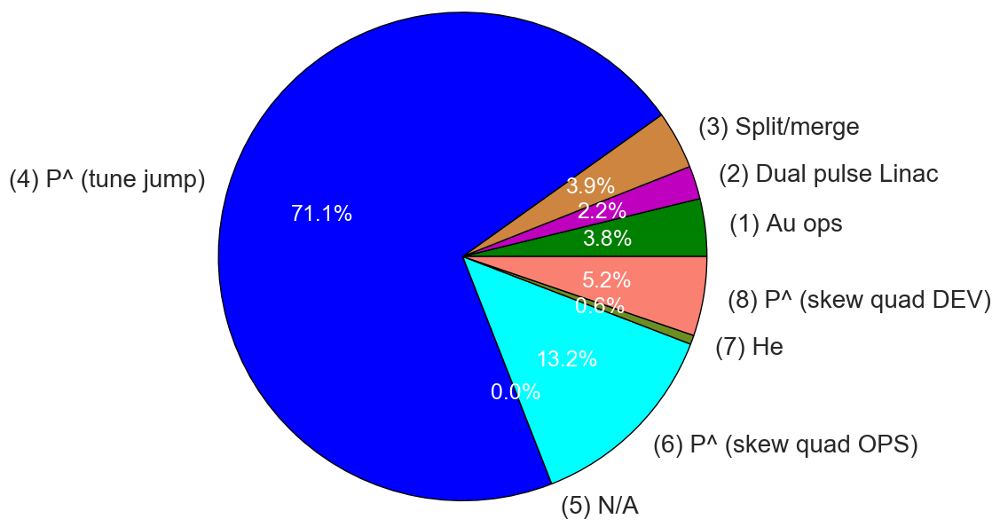 (3) Split/merge
(2) Dual pulse Linac
(4) P^ (tune jump)
3.9%
71.1%
2.2%
(1) Au ops
3.8%
5.2%
(8) P^ (skew quad DEV)
0.6%
(7) He
13.2%
0.0%
(6) P^ (skew quad OPS)
(5) N/A